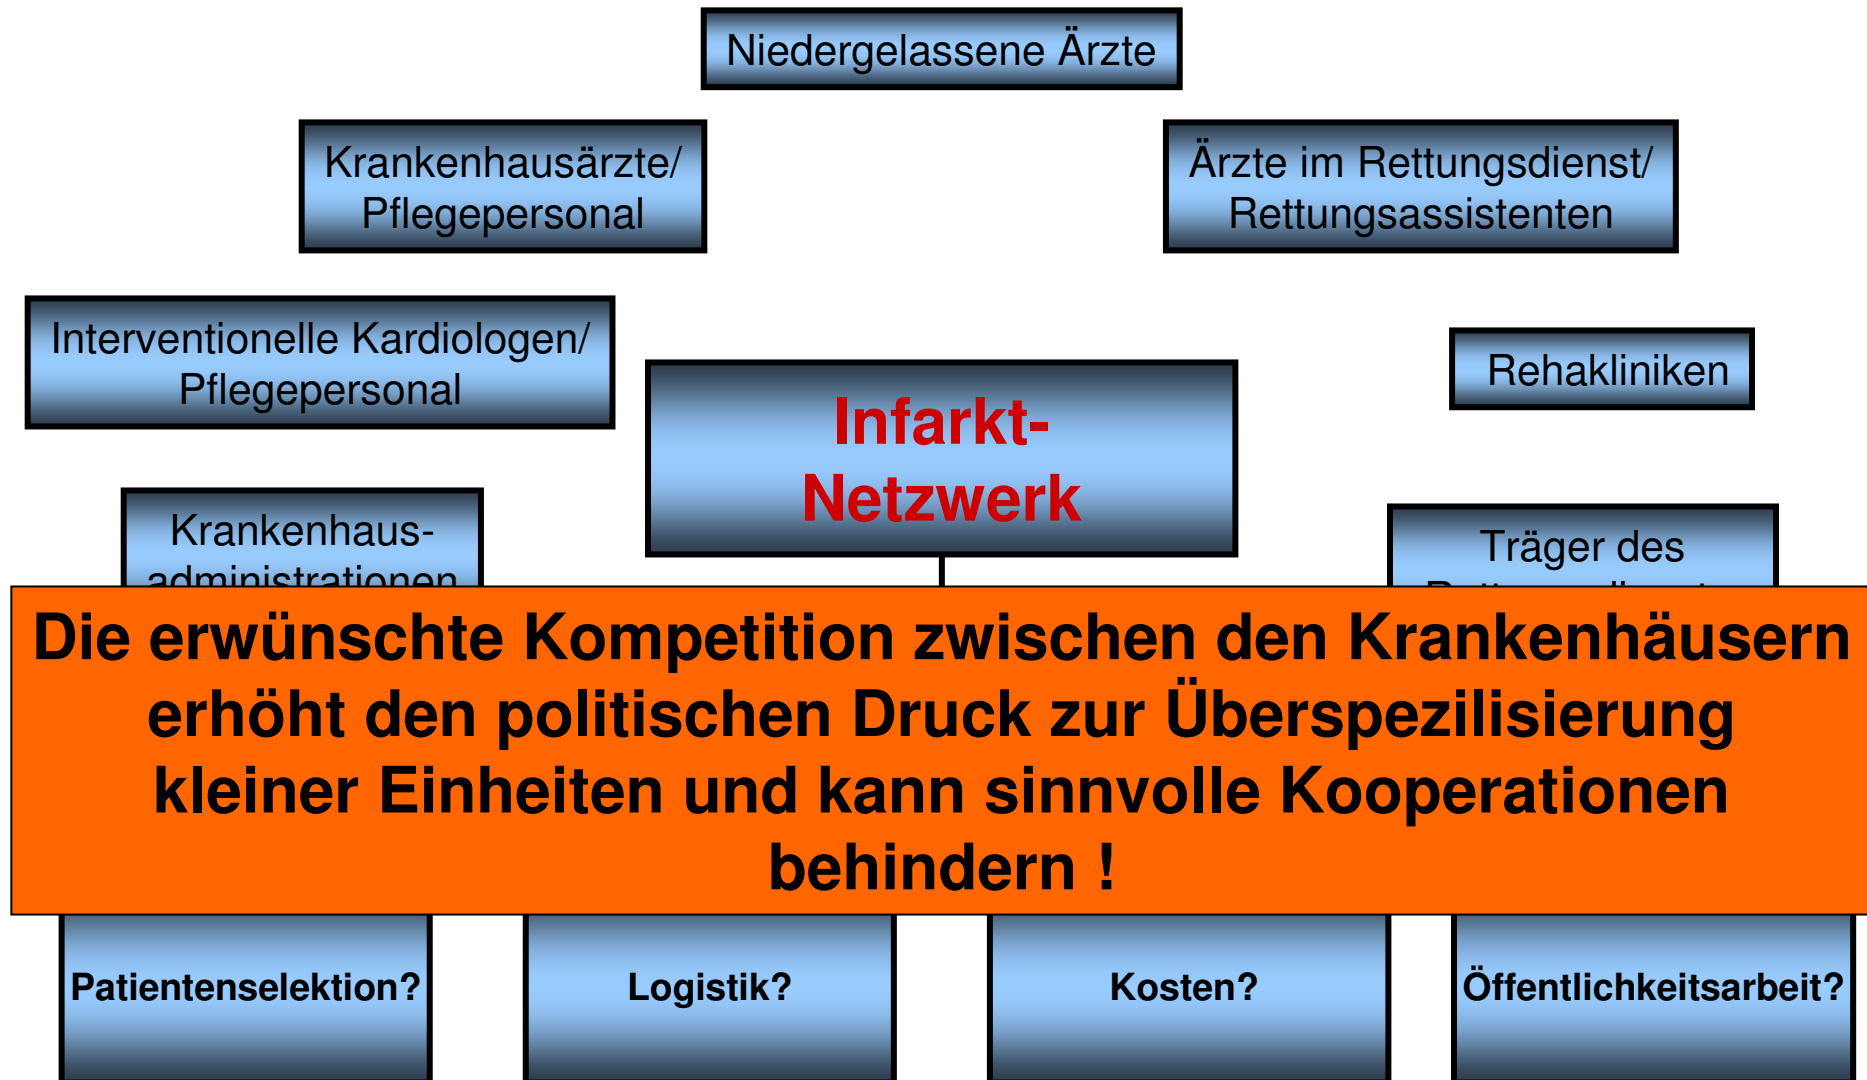 Niedergelassene Ärzte
Krankenhausärzte/
Pflegepersonal
Ärzte im Rettungsdienst/
Rettungsassistenten
Interventionelle Kardiologen/
Pflegepersonal
Rehakliniken
Infarkt-
Netzwerk
Krankenhaus-
administrationen
Träger des
Die erwünschte Kompetition zwischen den Krankenhäusern
erhöht den politischen Druck zur Überspezilisierung
kleiner Einheiten und kann sinnvolle Kooperationen
behindern !
Patientenselektion?
Logistik?
Kosten?
Öffentlichkeitsarbeit?